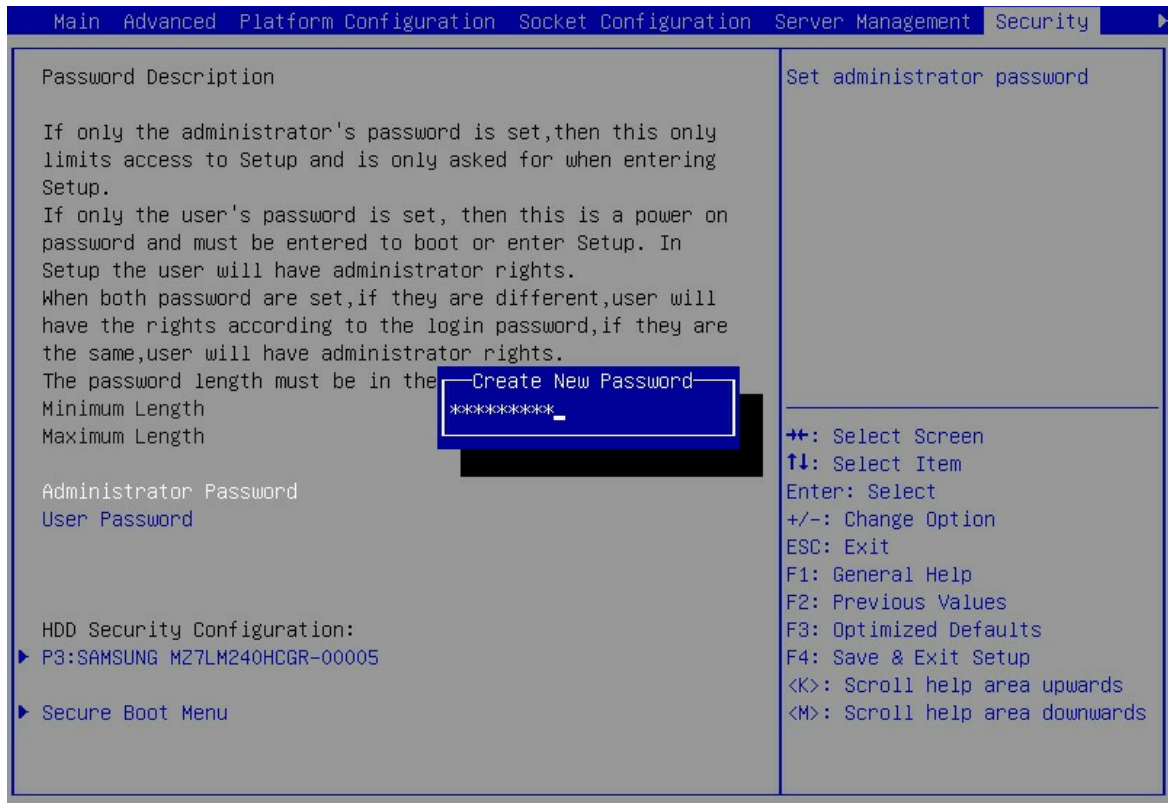 Main Advanced Platform Configuration Socket Configuration Server Management Security
Password Description
If only the administrator's password is set,then this only
limits access to Setup and is only asked for when entering
Setup.
If only the user's password is set, then this is a power on
password and must be entered to boot or enter Setup. In
Setup the user will have administrator rights.
When both password are set,if they are different,user will
have the rights according to the login password,if they are
the same,user will have administrator rights.
The password length must be in the
Minimum Length
Maximum Length
Create New Password
*********_
Administrator Password
User Password
HDD Security Configuration:
P3:SAMSUNG MZ7LM240HCGR-00005
Secure Boot Menu
Set administrator password
→←: Select Screen
↑↓: Select Item
Enter: Select
+/-: Change Option
ESC: Exit
F1: General Help
F2: Previous Values
F3: Optimized Defaults
F4: Save & Exit Setup
<K>: Scroll help area upwards
<M>: Scroll help area downwards